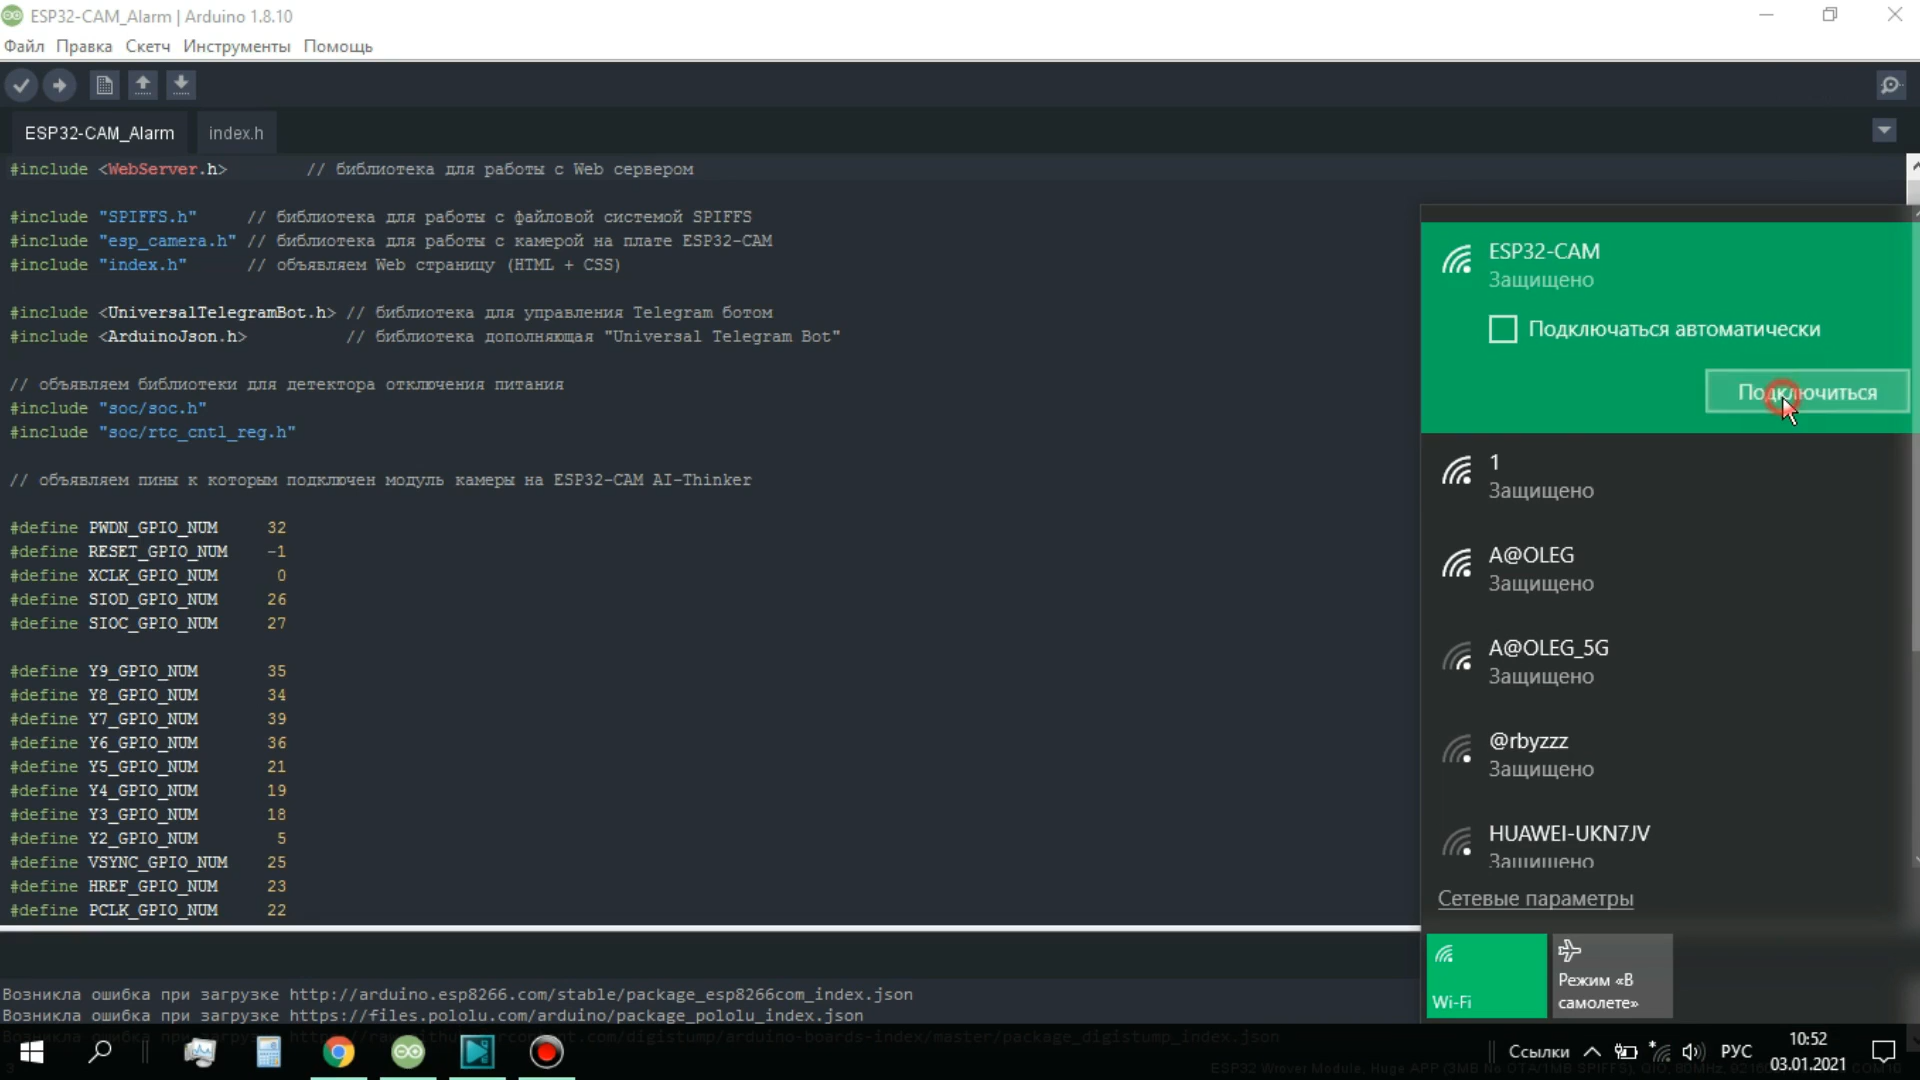 ESP32-CAM_Alarm | Arduino 1.8.10
Файл Правка Скетч Инструменты Помощь
ESP32-CAM_Alarm index.h
#include <WebServer.h> // библиотека для работы с Web сервером
#include "SPIFFS.h" // библиотека для работы с файловой системой SPIFFS
#include "esp_camera.h" // библиотека для работы с камерой на плате ESP32-CAM
#include "index.h" // объявляем Web страницу (HTML + CSS)
#include <UniversalTelegramBot.h> // библиотека для управления Telegram ботом
#include <ArduinoJson.h> // библиотека дополняющая "Universal Telegram Bot"
// объявляем библиотеки для детектора отключения питания
#include "soc/soc.h"
#include "soc/rtc_cntl_reg.h"
// объявляем пины к которым подключен модуль камеры на ESP32-CAM AI-Thinker
#define PWDN_GPIO_NUM 32
#define RESET_GPIO_NUM -1
#define XCLK_GPIO_NUM 0
#define SIOD_GPIO_NUM 26
#define SIOC_GPIO_NUM 27
#define Y9_GPIO_NUM 35
#define Y8_GPIO_NUM 34
#define Y7_GPIO_NUM 39
#define Y6_GPIO_NUM 36
#define Y5_GPIO_NUM 21
#define Y4_GPIO_NUM 19
#define Y3_GPIO_NUM 18
#define Y2_GPIO_NUM 5
#define VSYNC_GPIO_NUM 25
#define HREF_GPIO_NUM 23
#define PCLK_GPIO_NUM 22
Возникла ошибка при загрузке http://arduino.esp8266.com/stable/package_esp8266com_index.json
Возникла ошибка при загрузке https://files.pololu.com/arduino/package_pololu_index.json
ESP32-CAM
Защищено
Подключаться автоматически
Подключиться
1
Защищено
A@OLEG
Защищено
A@OLEG_5G
Защищено
@rbyzzz
Защищено
HUAWEI-UKN7JV
Защищено
Сетевые параметры
Wi-Fi
Режим «В
самолете»
Ссылки РУС 10:52
03.01.2021